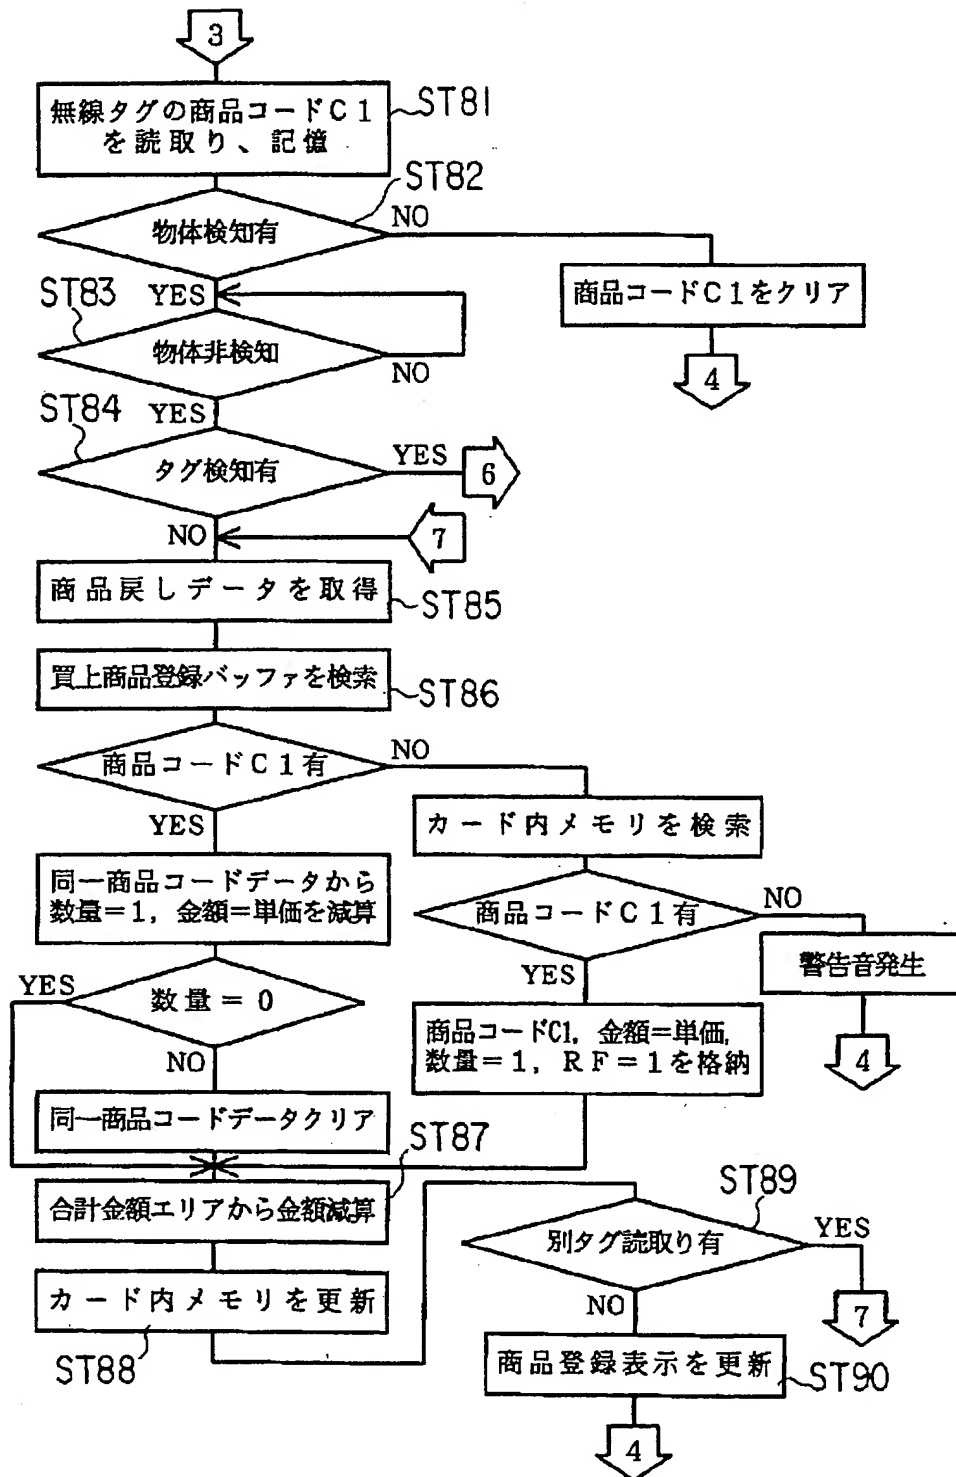 3
無線タグの商品コードC1
を読取り、記憶
ST81
ST82
物体検知有
NO
商品コードC1をクリア
4
YES
ST83
物体非検知
NO
YES
ST84
タグ検知有
YES
6
NO
7
商品戻しデータを取得
ST85
買上商品登録バッファを検索
ST86
商品コードC1有
NO
YES
カード内メモリを検索
同一商品コードデータから
数量=1, 金額=単価を減算
商品コードC1有
NO
YES
警告音発生
4
数量=0
YES
NO
商品コードC1, 金額=単価,
数量=1, RF=1を格納
同一商品コードデータクリア
ST87
合計金額エリアから金額減算
カード内メモリを更新
ST88
ST89
別タグ読取り有
YES
7
NO
商品登録表示を更新
ST90
4